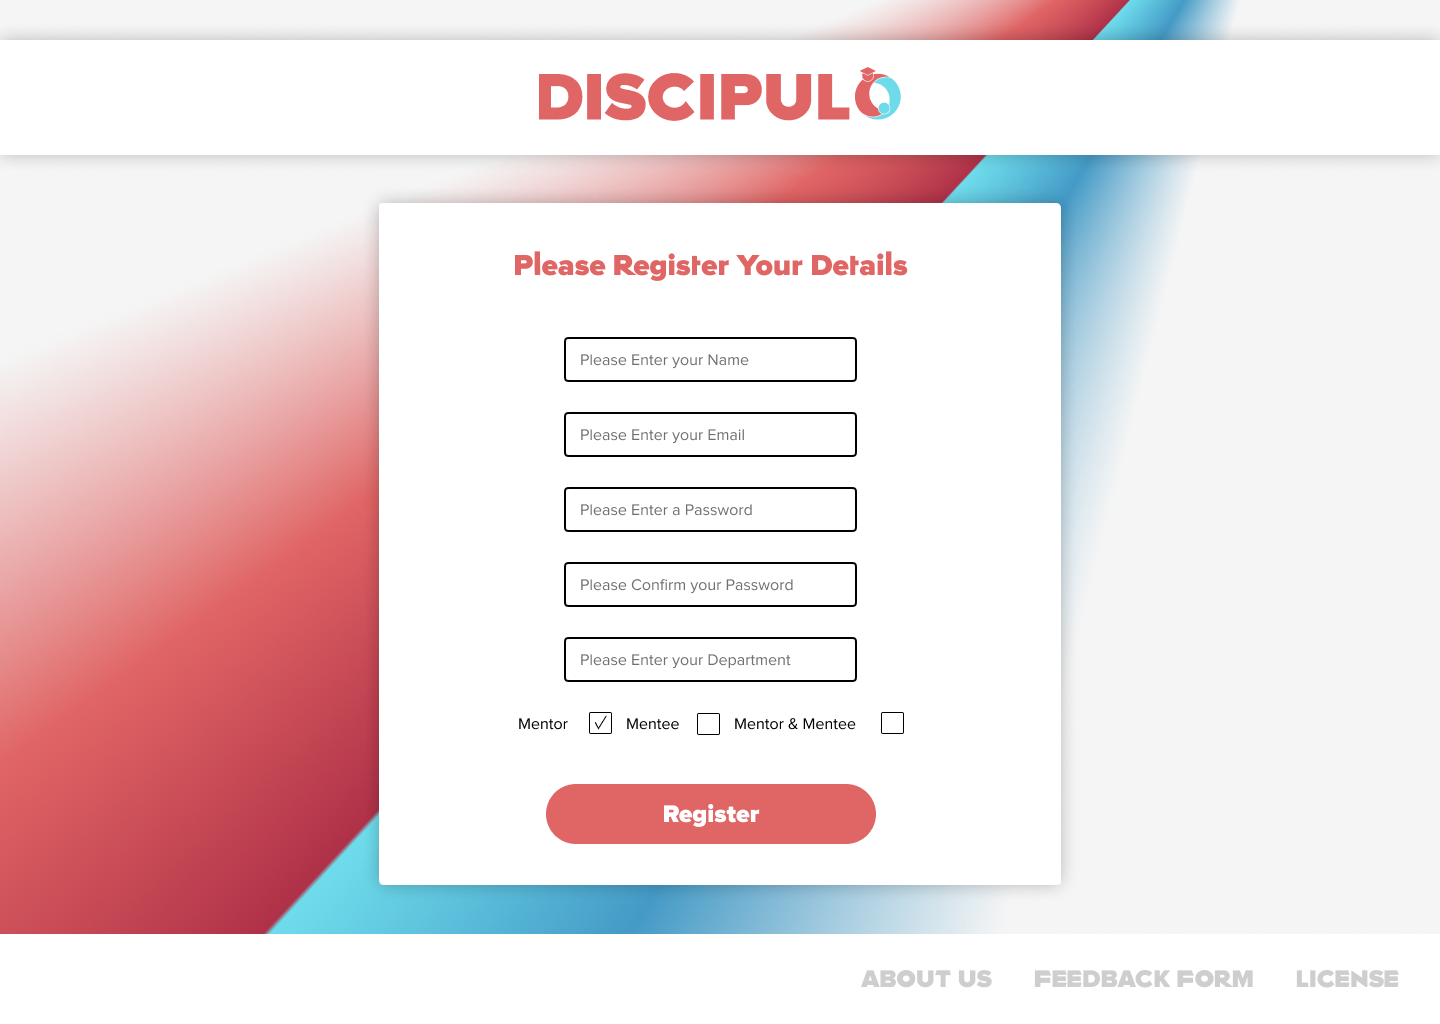 DISCIPULO
Please Register Your Details
Please Enter your Name
Please Enter your Email
Please Enter a Password
Please Confirm your Password
Please Enter your Department
Mentor Mentee Mentor & Mentee
Register
ABOUT US FEEDBACK FORM LICENSE